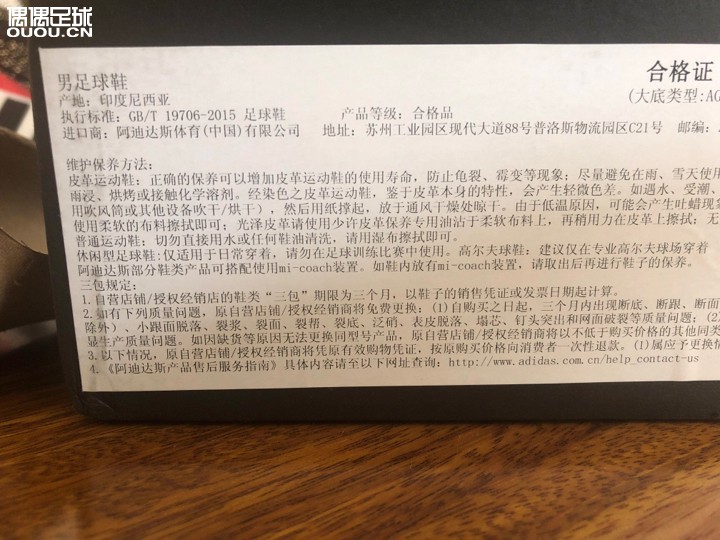 偶偶足球
OUOU.CN
男足球鞋
合格证
产地：印度尼西亚
(大底类型:AG
执行标准：GB/T 19706-2015 足球鞋 产品等级：合格品
进口商：阿迪达斯体育(中国)有限公司 地址：苏州工业园区现代大道88号普洛斯物流园区C21号 邮编：
维护保养方法：
皮革运动鞋：正确的保养可以增加皮革运动鞋的使用寿命，防止龟裂、霉变等现象；尽量避免在雨、雪天使用
雨浸、烘烤或接触化学溶剂。经染色之皮革运动鞋，鉴于皮革本身的特性，会产生轻微色差。如遇水、受潮、
用吹风筒或其他设备吹干/烘干），然后用纸撑起，放于通风干燥处晾干。由于低温原因，可能会产生吐蜡现象
使用柔软的布料擦拭即可；光泽皮革请使用少许皮革保养专用油沾于柔软布料上，再稍用力在皮革上擦拭；无
普通运动鞋：切勿直接用水或任何鞋油清洗，请用湿布擦拭即可。
休闲型足球鞋:仅适用于日常穿着，请勿在足球训练比赛中使用。高尔夫球鞋：建议仅在专业高尔夫球场穿着
阿迪达斯部分鞋类产品可搭配使用mi-coach装置。如鞋内放有mi-coach装置，请取出后再进行鞋子的保养。
三包规定：
1.自营店铺/授权经销店的鞋类“三包”期限为三个月，以鞋子的销售凭证或发票日期起计算。
2.如有下列质量问题，原自营店铺/授权经销商将免费更换：(1)自购买之日起，三个月内出现断底、断跟、断面
除外）、小跟面脱落、裂浆、裂面、裂帮、裂底、泛硝、表皮脱落、塌芯、钉头突出和网面破裂等质量问题；(2)
显生产质量问题。如因缺货等原因无法更换同型号产品，原自营店铺/授权经销商将以不低于购买价格的其他同类
3.以下情况，原自营店铺/授权经销商将凭原有效购物凭证，按原购买价格向消费者一次性退款。(1)属应予更换情
4.《阿迪达斯产品售后服务指南》具体内容请至以下网址查询：http://www.adidas.com.cn/help_contact-us